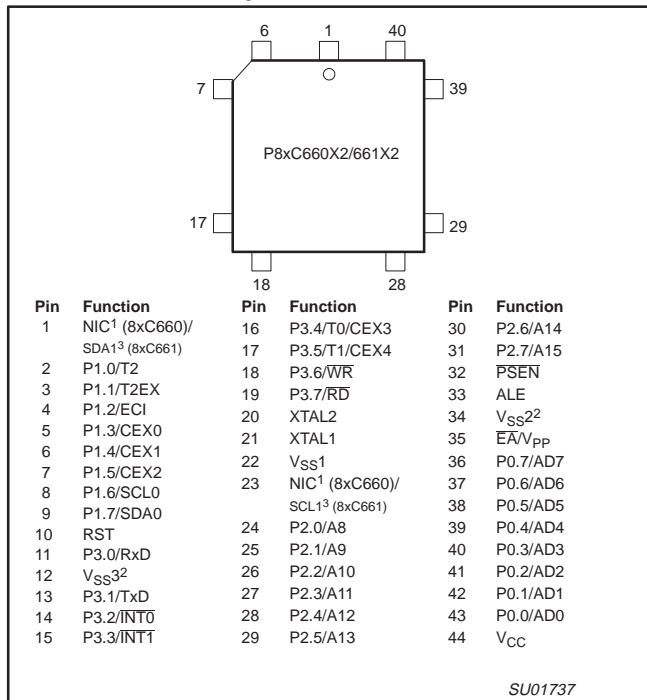 6 1 40
7 39
P8xC660X2/661X2
17 29
18 28
Pin Function
1 NIC1 (8xC660)/
SDA13 (8xC661)
2 P1.0/T2
3 P1.1/T2EX
4 P1.2/ECI
5 P1.3/CEX0
6 P1.4/CEX1
7 P1.5/CEX2
8 P1.6/SCL0
9 P1.7/SDA0
10 RST
11 P3.0/RxD
12 VSS32
13 P3.1/TxD
14 P3.2/INT0
15 P3.3/INT1
Pin Function
16 P3.4/T0/CEX3
17 P3.5/T1/CEX4
18 P3.6/WR
19 P3.7/RD
20 XTAL2
21 XTAL1
22 VSS1
23 NIC1 (8xC660)/
SCL13 (8xC661)
24 P2.0/A8
25 P2.1/A9
26 P2.2/A10
27 P2.3/A11
28 P2.4/A12
29 P2.5/A13
Pin Function
30 P2.6/A14
31 P2.7/A15
32 PSEN
33 ALE
34 VSS22
35 EA/VPP
36 P0.7/AD7
37 P0.6/AD6
38 P0.5/AD5
39 P0.4/AD4
40 P0.3/AD3
41 P0.2/AD2
42 P0.1/AD1
43 P0.0/AD0
44 VCC
SU01737